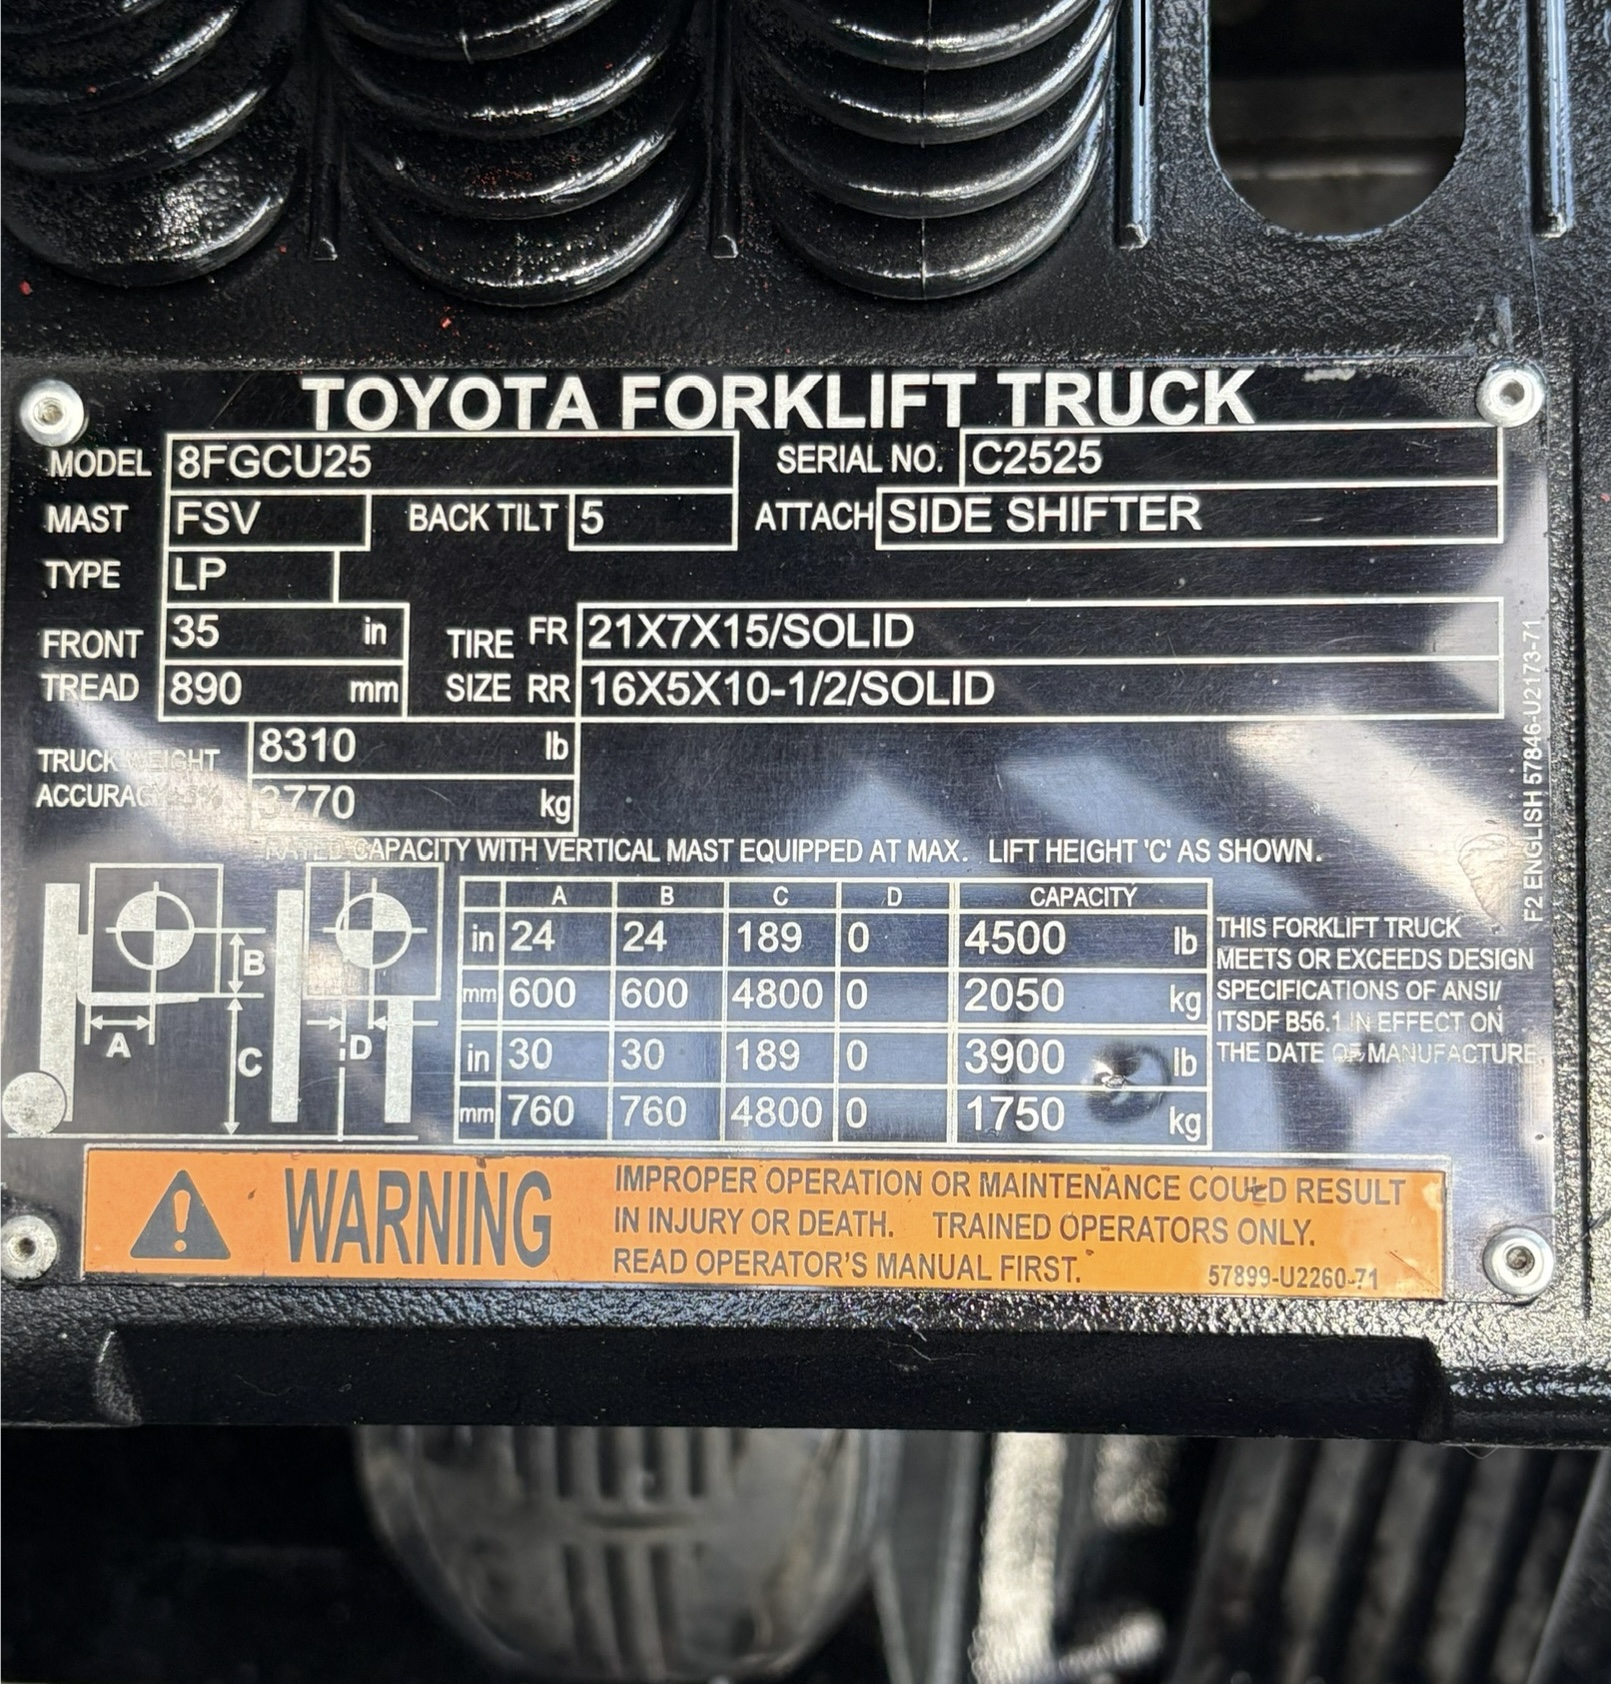 TOYOTA FORKLIFT TRUCK
MODEL 8FGCU25 SERIAL NO. C2525
MAST FSV BACK TILT 5 ATTACH SIDE SHIFTER
TYPE LP
FRONT TREAD 35 in
890 mm
TIRE SIZE FR 21X7X15/SOLID
RR 16X5X10-1/2/SOLID
TRUCK WEIGHT 8310 lb
ACCURACY 3770 kg
RATED CAPACITY WITH VERTICAL MAST EQUIPPED AT MAX. LIFT HEIGHT 'C' AS SHOWN.
A B C D CAPACITY
in 24 24 189 0 4500 lb
mm 600 600 4800 0 2050 kg
in 30 30 189 0 3900 lb
mm 760 760 4800 0 1750 kg
B
A
C
D
THIS FORKLIFT TRUCK
MEETS OR EXCEEDS DESIGN
SPECIFICATIONS OF ANSI/
ITSDF B56.1 IN EFFECT ON
THE DATE OF MANUFACTURE.
F2 ENGLISH 57846-U2173-71
WARNING
IMPROPER OPERATION OR MAINTENANCE COULD RESULT
IN INJURY OR DEATH. TRAINED OPERATORS ONLY.
READ OPERATOR'S MANUAL FIRST.
57899-U2260-71